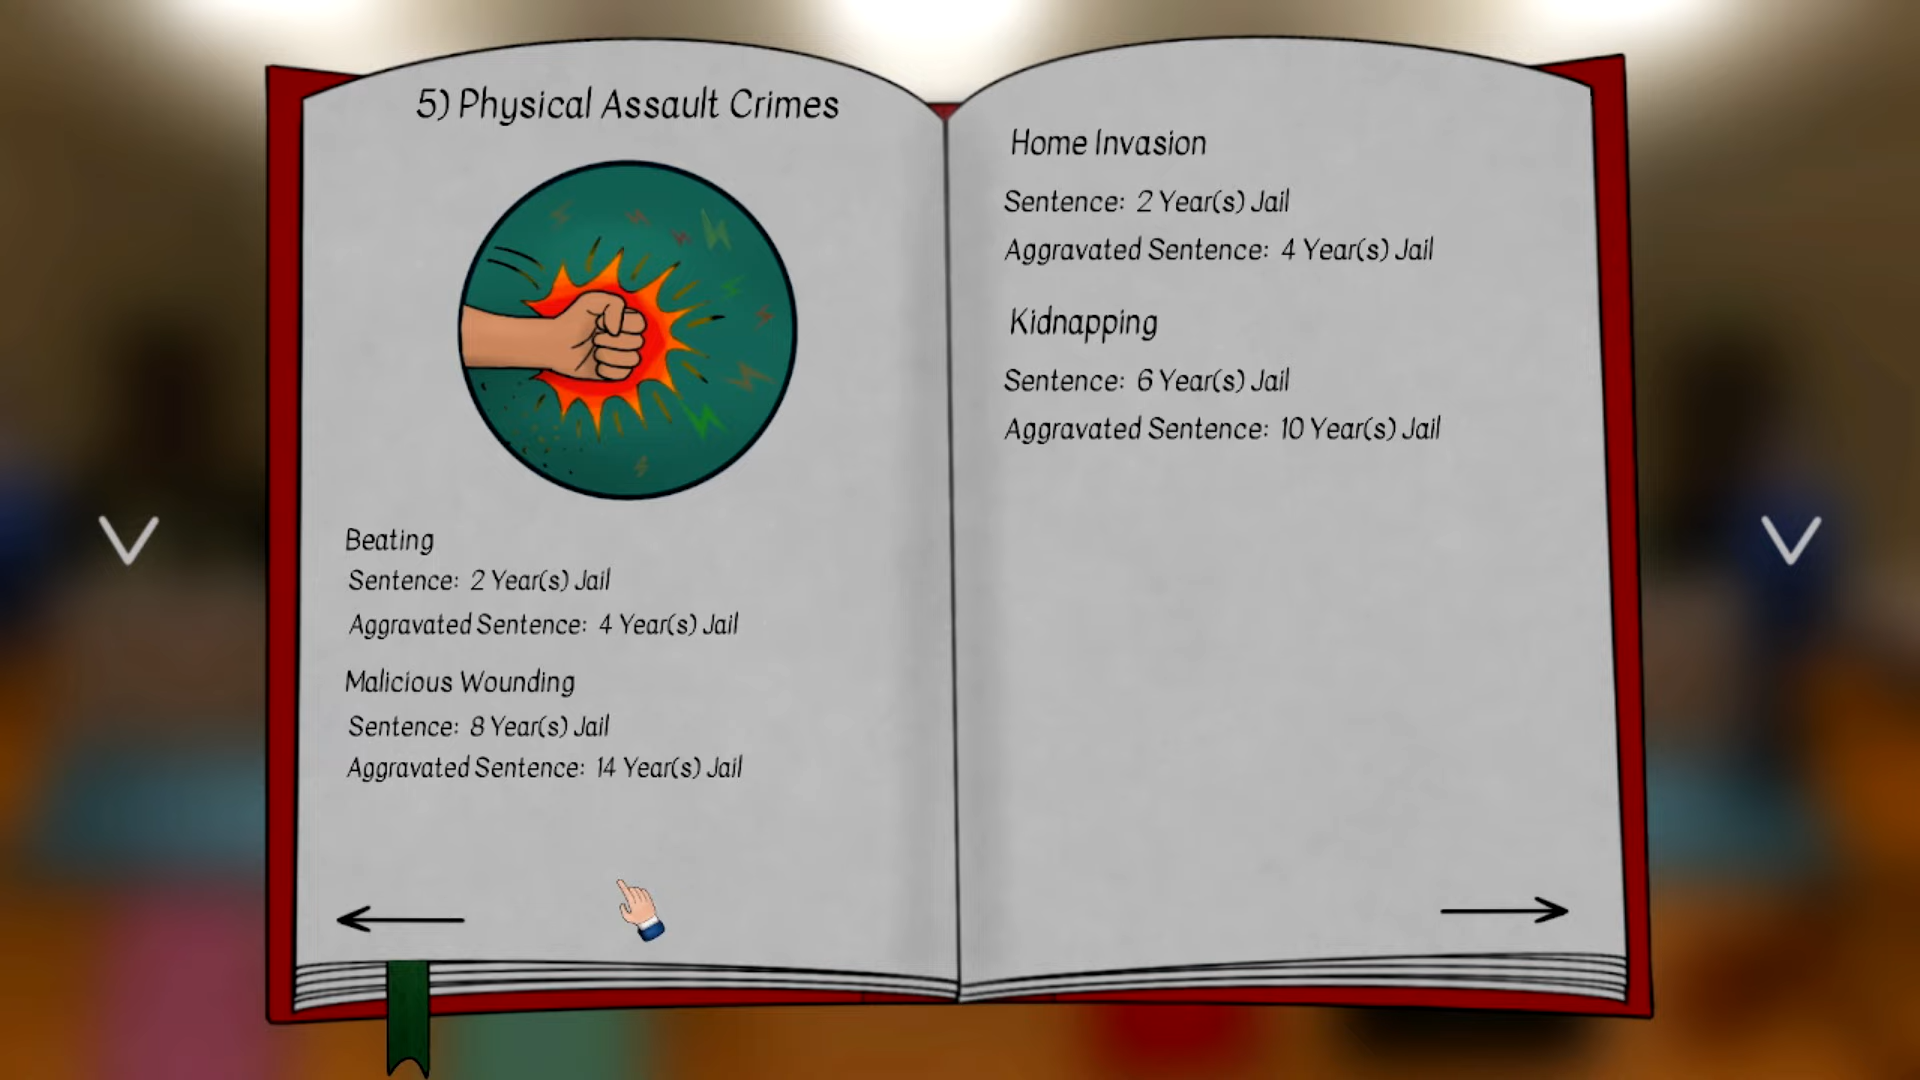 5) Physical Assault Crimes
Beating
Sentence: 2 Year(s) Jail
Aggravated Sentence: 4 Year(s) Jail
Malicious Wounding
Sentence: 8 Year(s) Jail
Aggravated Sentence: 14 Year(s) Jail
Home Invasion
Sentence: 2 Year(s) Jail
Aggravated Sentence: 4 Year(s) Jail
Kidnapping
Sentence: 6 Year(s) Jail
Aggravated Sentence: 10 Year(s) Jail